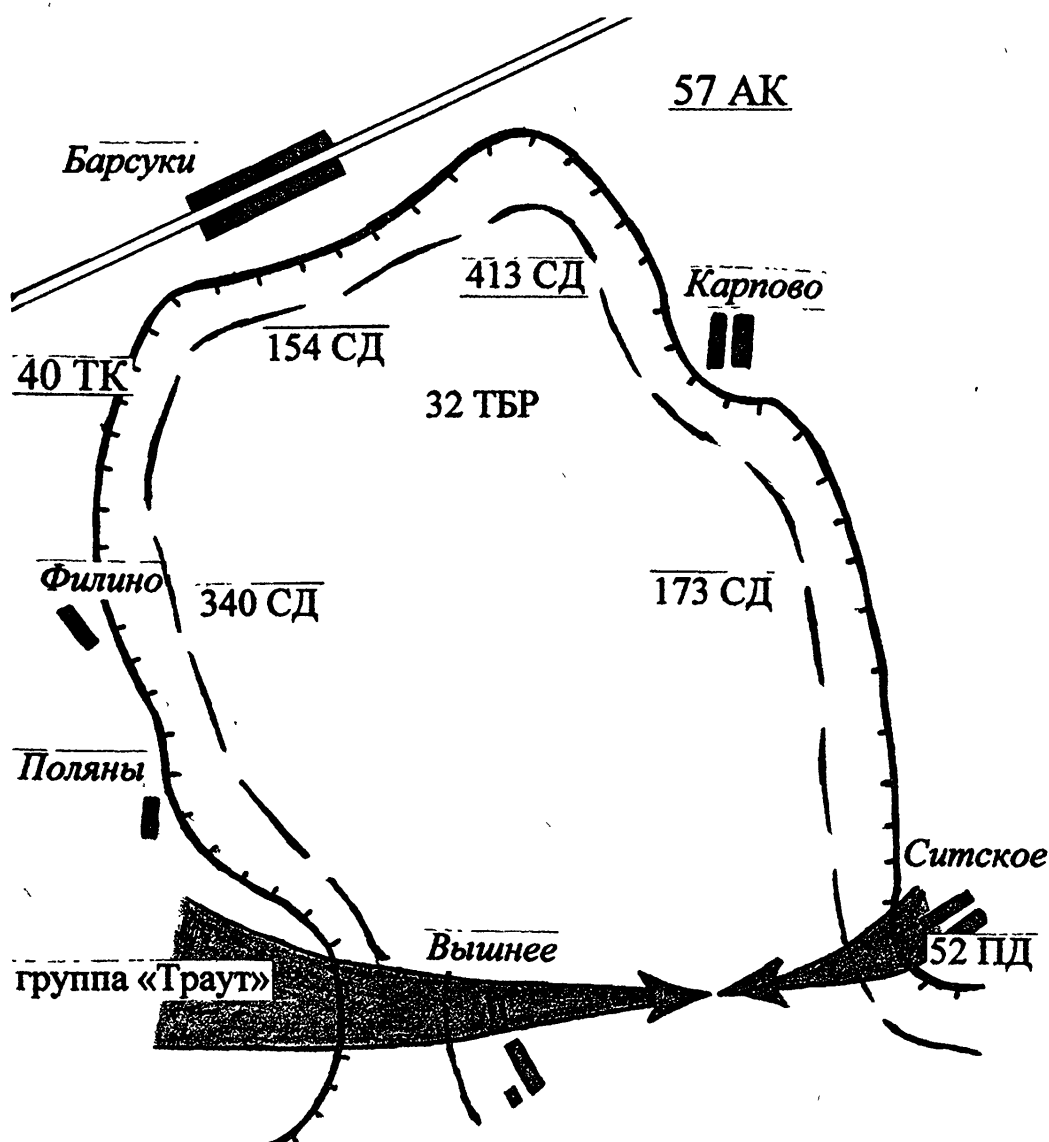 57 АК
Барсуки
413 СД
Карпово
154 СД
40 ТК
32 ТБР
Филино
340 СД
173 СД
Поляны
Ситское
Вышнее
52 ПД
группа «Траут»